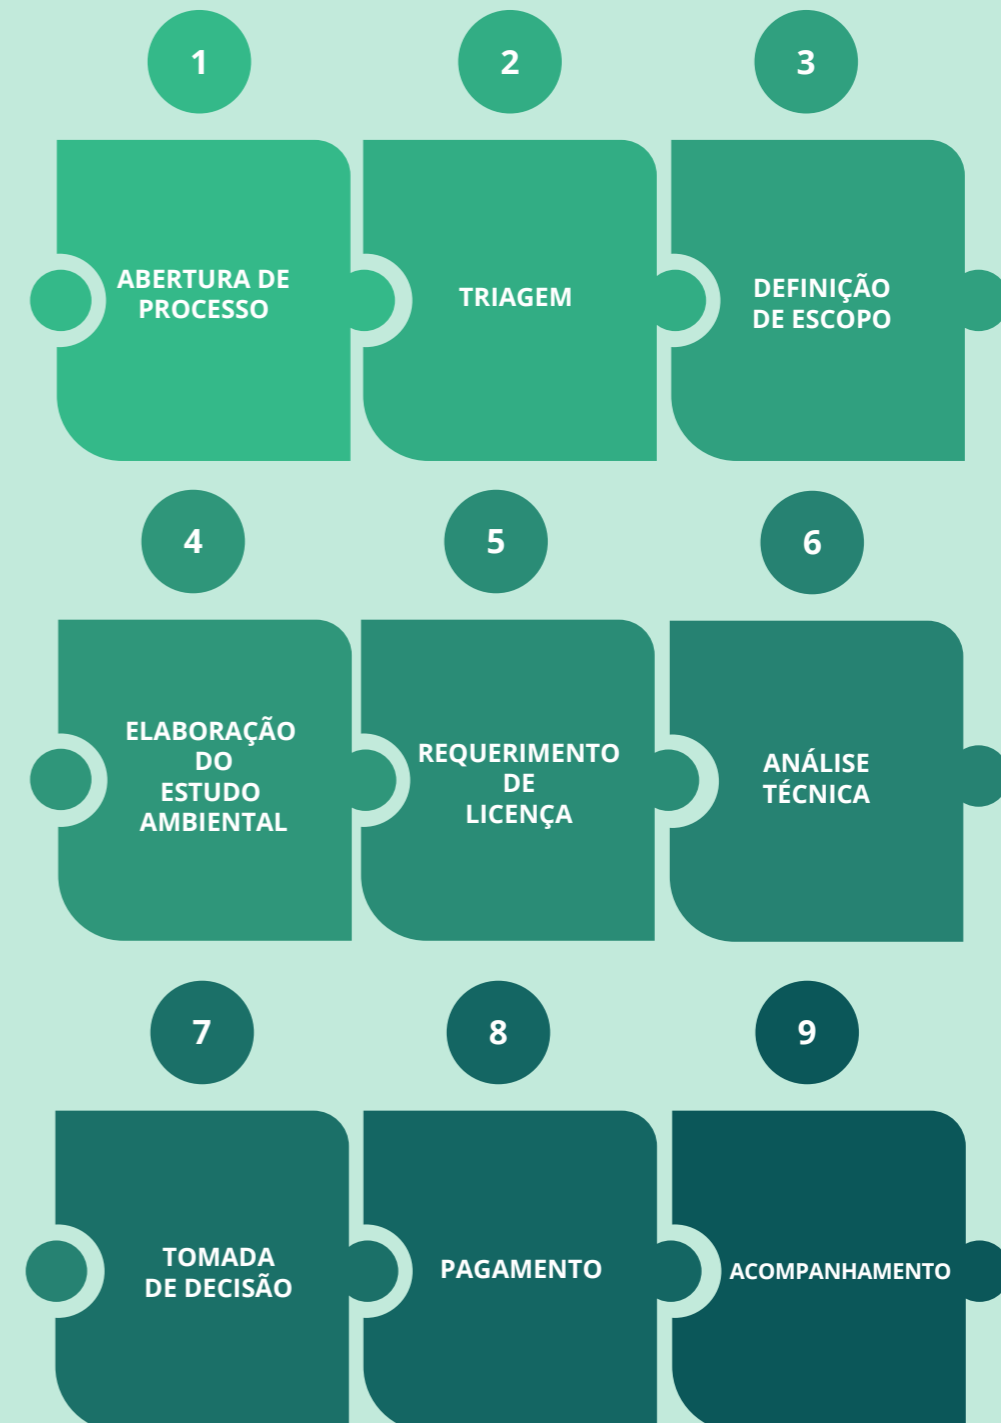 1
2
3
ABERTURA DE
PROCESSO
TRIAGEM
DEFINIÇÃO
DE ESCOPO
4
5
6
ELABORAÇÃO
DO
ESTUDO
AMBIENTAL
REQUERIMENTO
DE
LICENÇA
ANÁLISE
TÉCNICA
7
8
9
TOMADA
DE DECISÃO
PAGAMENTO
ACOMPANHAMENTO